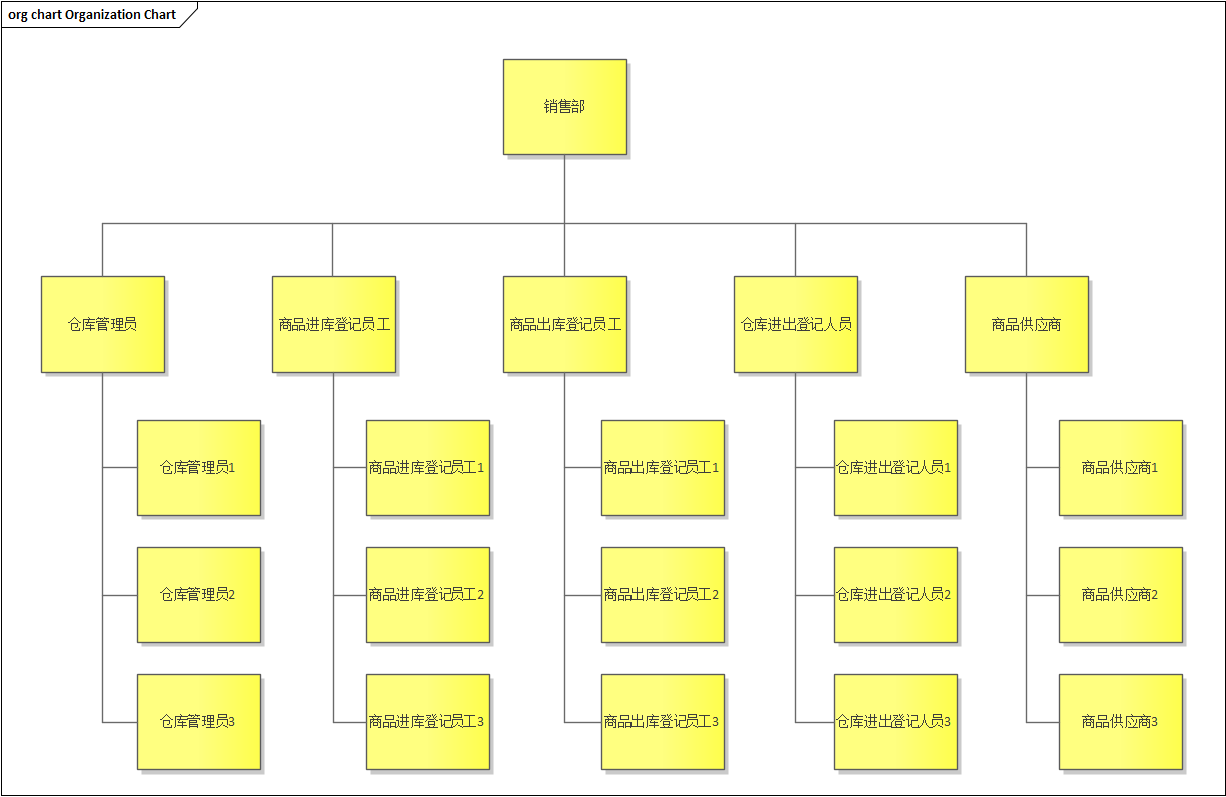 org chart Organization Chart
销售部
仓库管理员
商品进库登记员工
商品出库登记员工
仓库进出登记人员
商品供应商
仓库管理员1
商品进库登记员工1
商品出库登记员工1
仓库进出登记人员1
商品供应商1
仓库管理员2
商品进库登记员工2
商品出库登记员工2
仓库进出登记人员2
商品供应商2
仓库管理员3
商品进库登记员工3
商品出库登记员工3
仓库进出登记人员3
商品供应商3